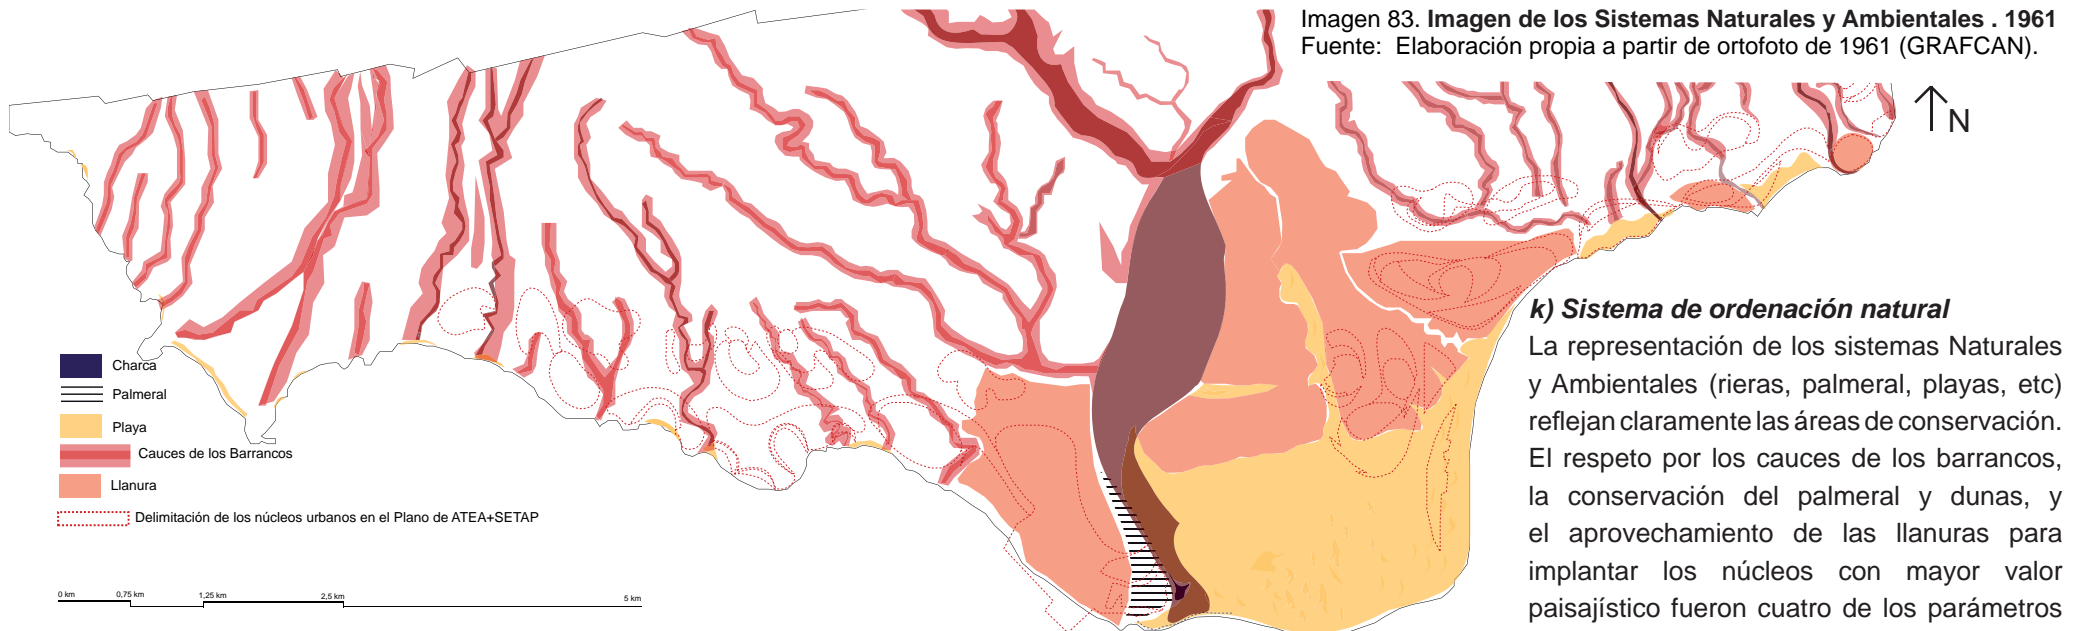 Imagen 83. Imagen de los Sistemas Naturales y Ambientales . 1961
Fuente: Elaboración propia a partir de ortofoto de 1961 (GRAFCAN).
N
k) Sistema de ordenación natural
La representación de los sistemas Naturales
y Ambientales (rieras, palmeral, playas, etc)
reflejan claramente las áreas de conservación.
El respeto por los cauces de los barrancos,
la conservación del palmeral y dunas, y
el aprovechamiento de las llanuras para
implantar los núcleos con mayor valor
paisajístico fueron cuatro de los parámetros
Charca
Palmeral
Playa
Cauces de los Barrancos
Llanura
Delimitación de los núcleos urbanos en el Plano de ATEA+SETAP
0 km 0,75 km 1,25 km 2,5 km 5 km